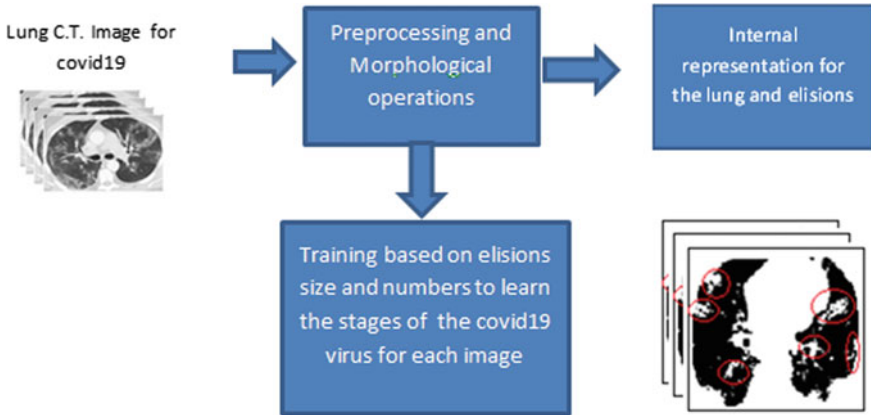 Lung C.T. Image for
covid19
Preprocessing and
Morphological
operations
Internal
representation for
the lung and elisions
Training based on elisions
size and numbers to learn
the stages of the covid19
virus for each image